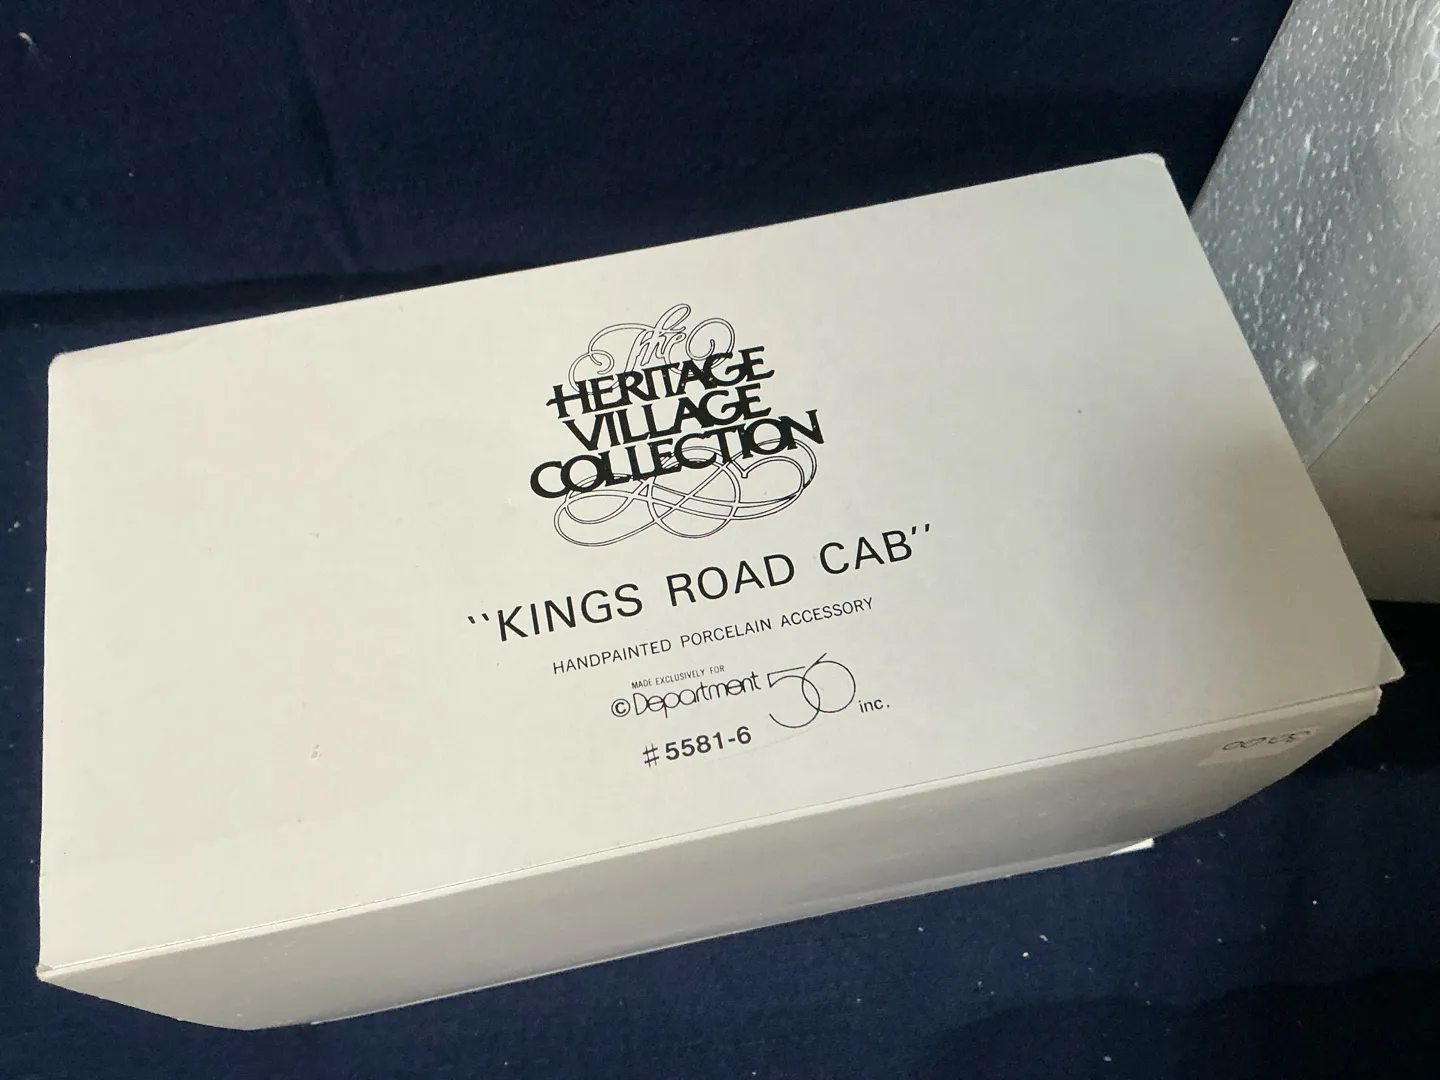 The
HERITAGE
VILLAGE
COLLECTION
"KINGS ROAD CAB"
HANDPAINTED PORCELAIN ACCESSORY
MADE EXCLUSIVELY FOR
©Department 56 inc.
#5581-6